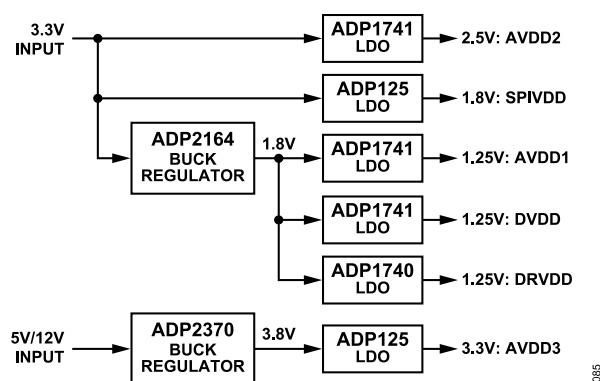 3.3V
INPUT
ADP1741
LDO
2.5V: AVDD2
ADP125
LDO
1.8V: SPIVDD
ADP2164
BUCK
REGULATOR
1.8V
ADP1741
LDO
1.25V: AVDD1
ADP1741
LDO
1.25V: DVDD
ADP1740
LDO
1.25V: DRVDD
5V/12V
INPUT
ADP2370
BUCK
REGULATOR
3.8V
ADP125
LDO
3.3V: AVDD3
085